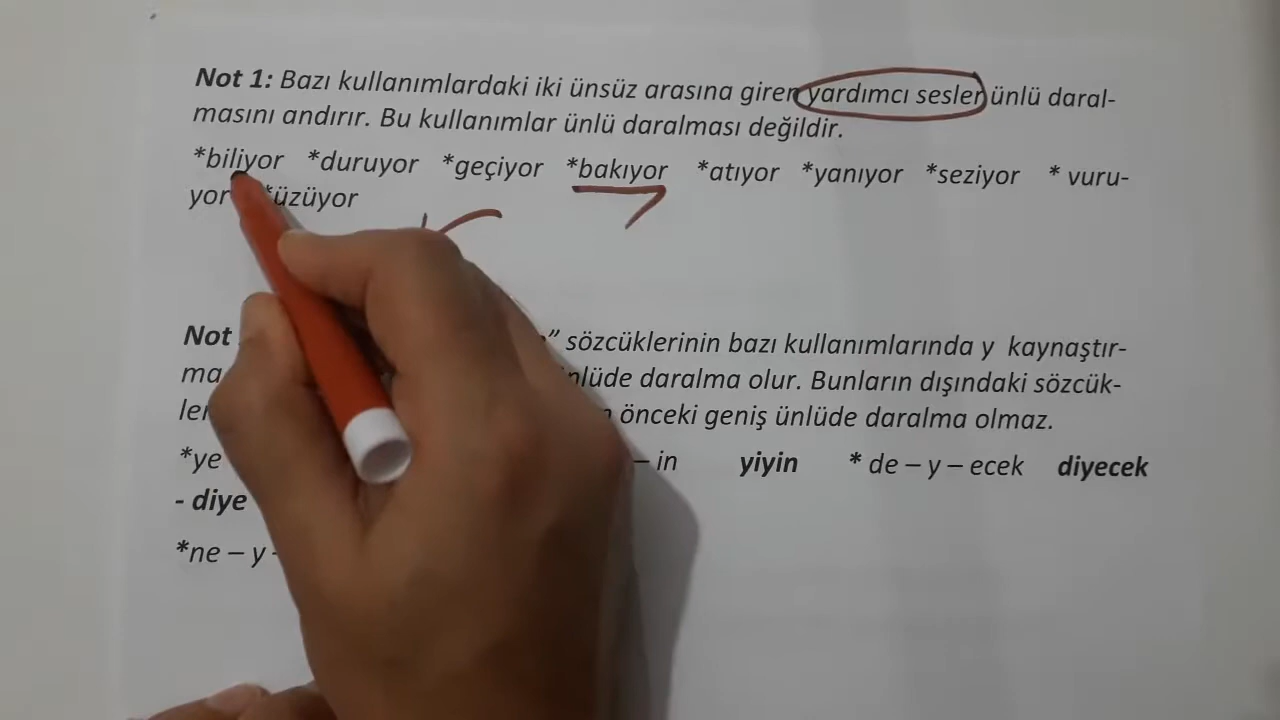 Not 1: Bazı kullanımlardaki iki ünsüz arasına giren yardımcı sesler ünlü daral-
masını andırır. Bu kullanımlar ünlü daralması değildir.
*biliyor *duruyor *geçiyor *bakıyor *atıyor *yanıyor *seziyor * vuru-
yor *üzüyor
Not sözcüklerinin bazı kullanımlarında y kaynaştır-
ma daralma olur. Bunların dışındaki sözcük-
ler önceki geniş ünlüde daralma olmaz.
*ye – in yiyin * de – y – ecek diyecek
- diye
*ne – y -